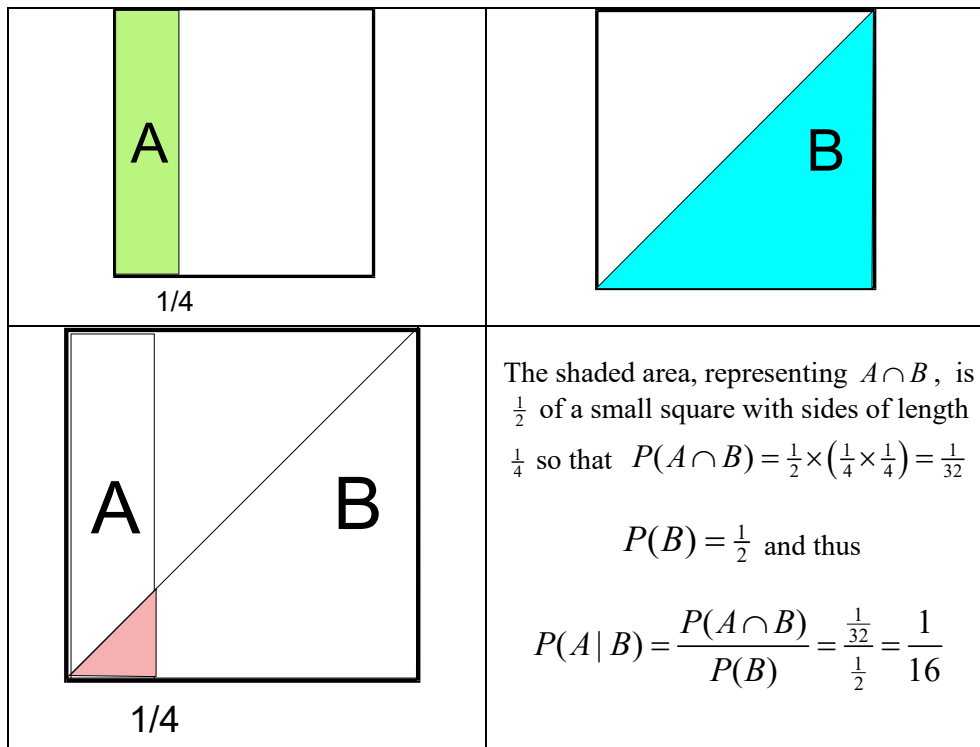 A
1/4
B
A
B
1/4
The shaded area, representing A ∩ B , is
1/2 of a small square with sides of length
1/4 so that P(A ∩ B) = 1/2 × (1/4 × 1/4) = 1/32
P(B) = 1/2 and thus
P(A | B) = P(A ∩ B) / P(B) = (1/32) / (1/2) = 1/16